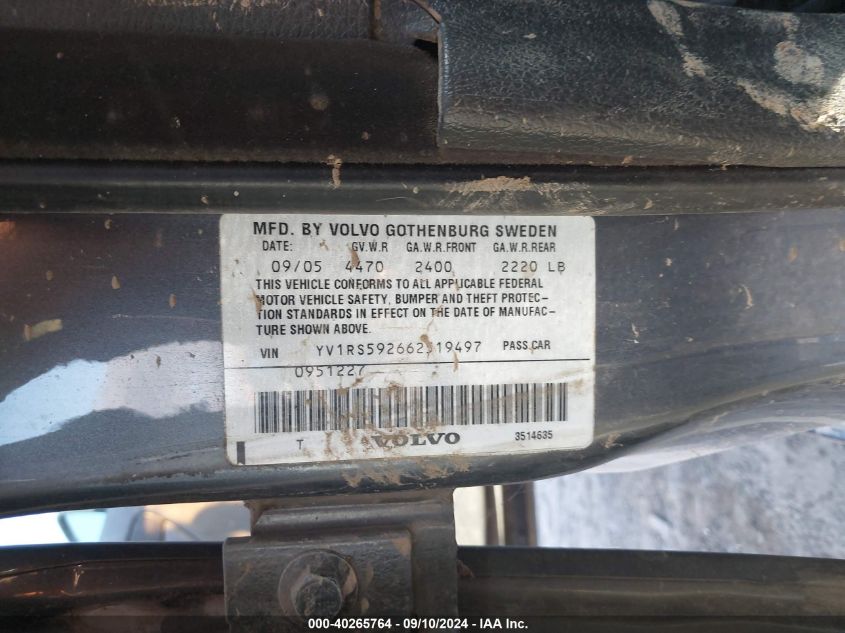 MFD. BY VOLVO GOTHENBURG SWEDEN
DATE: GV.W.R GA.W.R.FRONT GA.W.R.REAR
09/05 4470 2400 2220 LB
THIS VEHICLE CONFORMS TO ALL APPLICABLE FEDERAL
MOTOR VEHICLE SAFETY, BUMPER AND THEFT PROTEC-
TION STANDARDS IN EFFECT ON THE DATE OF MANUFAC-
TURE SHOWN ABOVE.
VIN YV1RS592662519497 PASS.CAR
0951227
T VOLVO 3514635
000-40265764 - 09/10/2024 - IAA Inc.